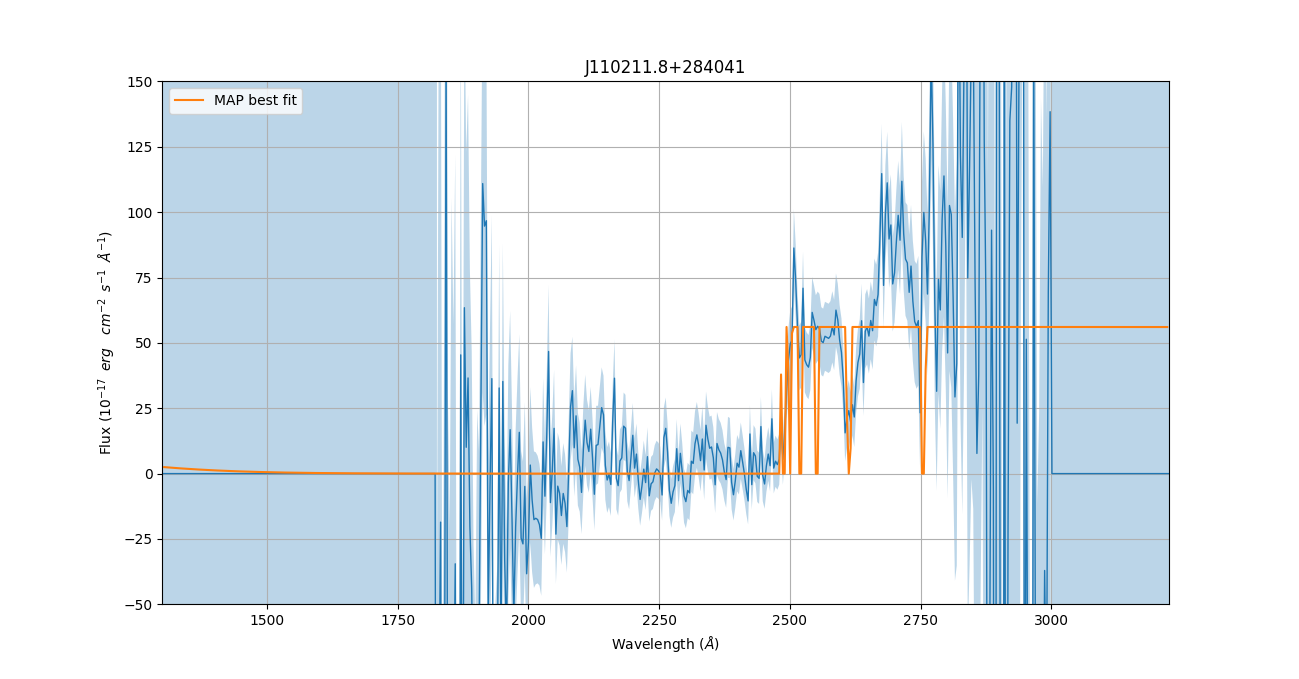 J110211.8+284041
MAP best fit
150
125
100
75
50
25
0
−25
−50
Flux (10⁻¹⁷ erg cm⁻² s⁻¹ Å⁻¹)
1500 1750 2000 2250 2500 2750 3000
Wavelength (Å)